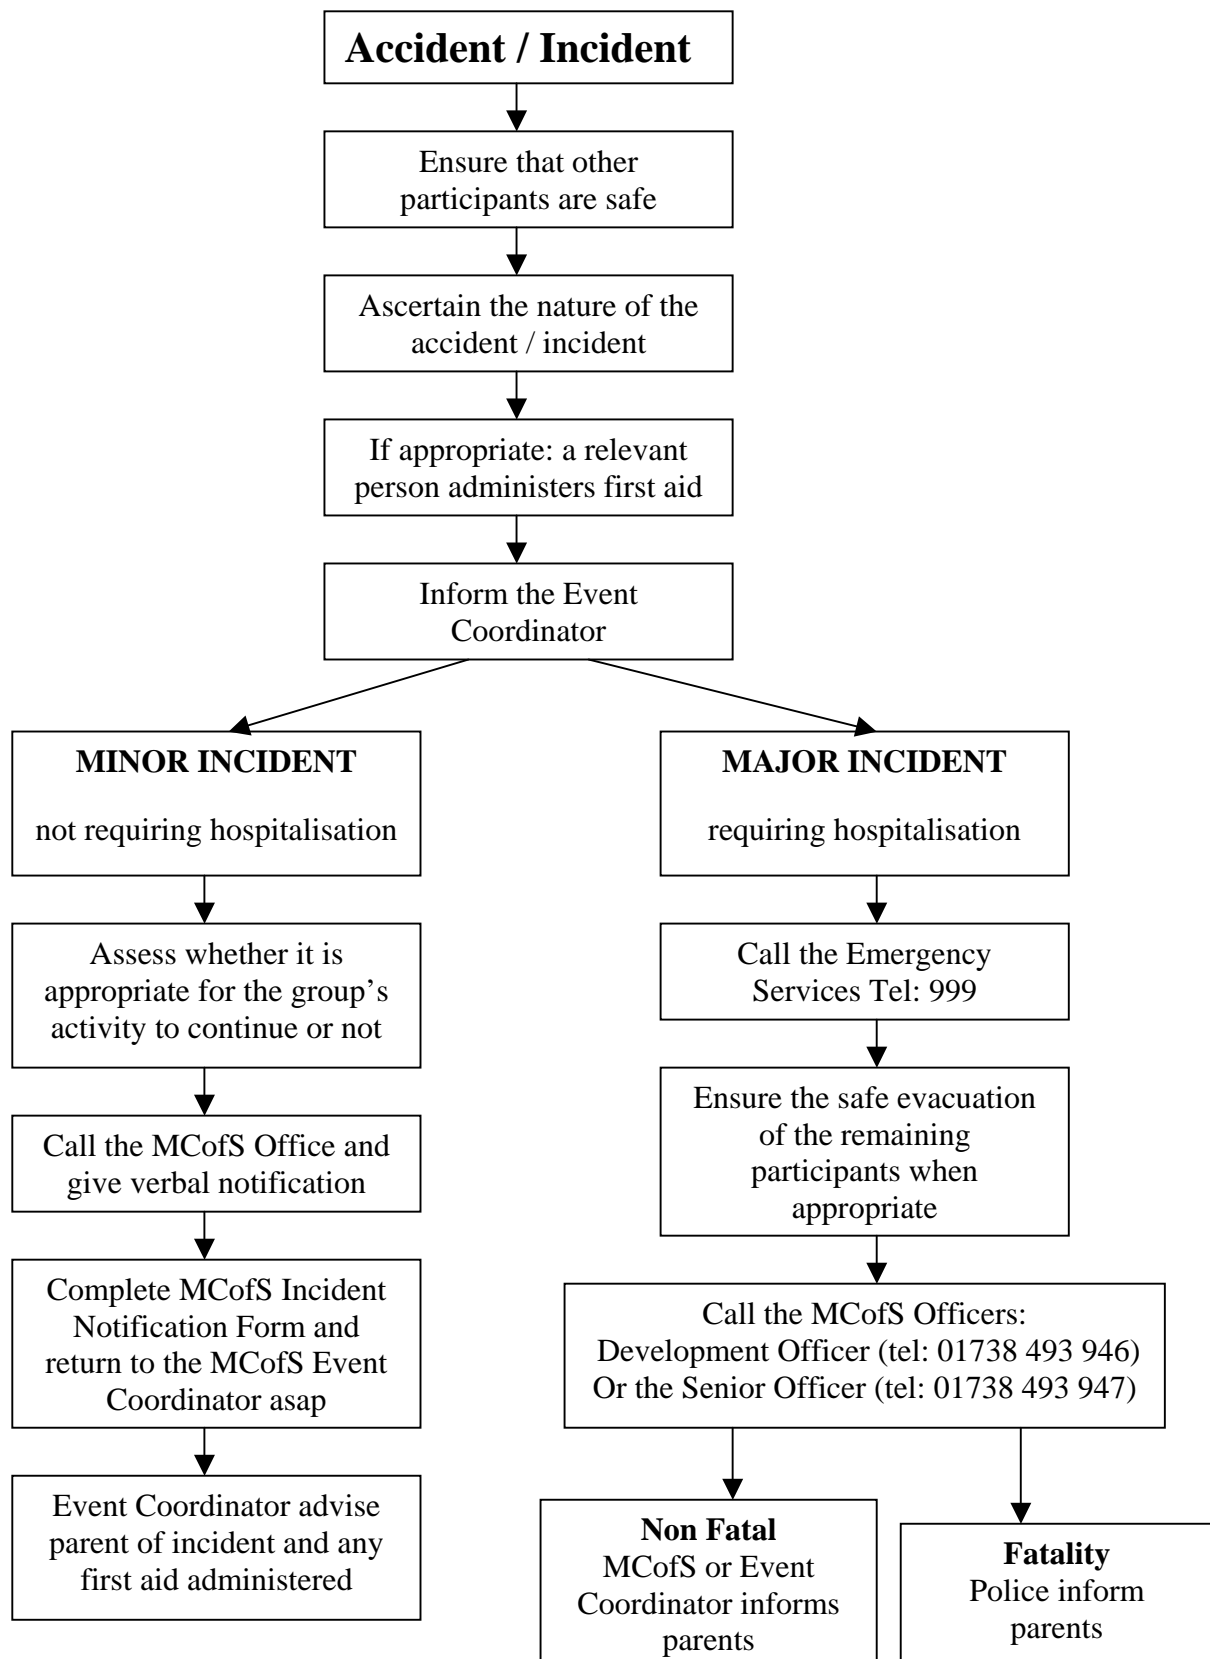 Accident / Incident
Ensure that other
participants are safe
Ascertain the nature of the
accident / incident
If appropriate: a relevant
person administers first aid
Inform the Event
Coordinator
MINOR INCIDENT
not requiring hospitalisation
Assess whether it is
appropriate for the group's
activity to continue or not
Call the MCofS Office and
give verbal notification
Complete MCofS Incident
Notification Form and
return to the MCofS Event
Coordinator asap
Event Coordinator advise
parent of incident and any
first aid administered
MAJOR INCIDENT
requiring hospitalisation
Call the Emergency
Services Tel: 999
Ensure the safe evacuation
of the remaining
participants when
appropriate
Call the MCofS Officers:
Development Officer (tel: 01738 493 946)
Or the Senior Officer (tel: 01738 493 947)
Non Fatal
MCofS or Event
Coordinator informs
parents
Fatality
Police inform
parents